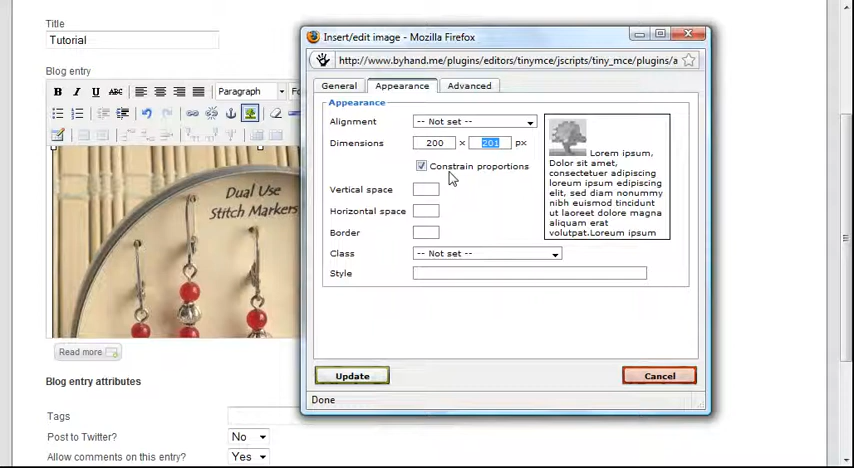 Title
Tutorial
Blog entry
B I U ABC Paragraph Fo
Dual Use
Stitch Markers
Read more
Blog entry attributes
Tags
Post to Twitter? No
Allow comments on this entry? Yes
Insert/edit image - Mozilla Firefox
http://www.byhand.me/plugins/editors/tinymce/jscripts/tiny_mce/plugins/a
General Appearance Advanced
Appearance
Alignment -- Not set --
Dimensions 200 x 201 px
Constrain proportions
Vertical space
Horizontal space
Border
Class -- Not set --
Style
Lorem ipsum,
Dolor sit amet,
consectetuer adipiscing
loreum ipsum edipiscing
elit, sed diam nonummy
nibh euismod tincidunt
ut laoreet dolore magna
aliquam erat
volutpat.Loreum ipsum
Update Cancel
Done